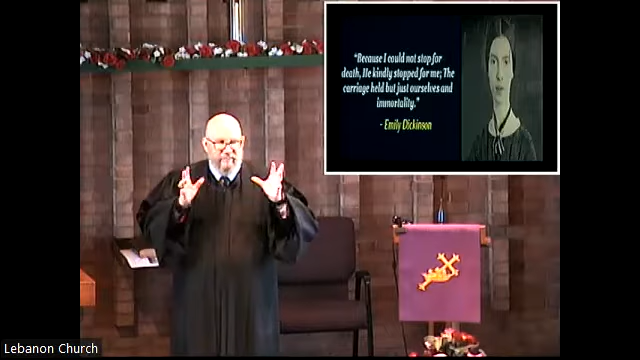 "Because I could not stop for
death, He kindly stopped for me; The
carriage held but just ourselves and
immortality."
- Emily Dickinson
Lebanon Church